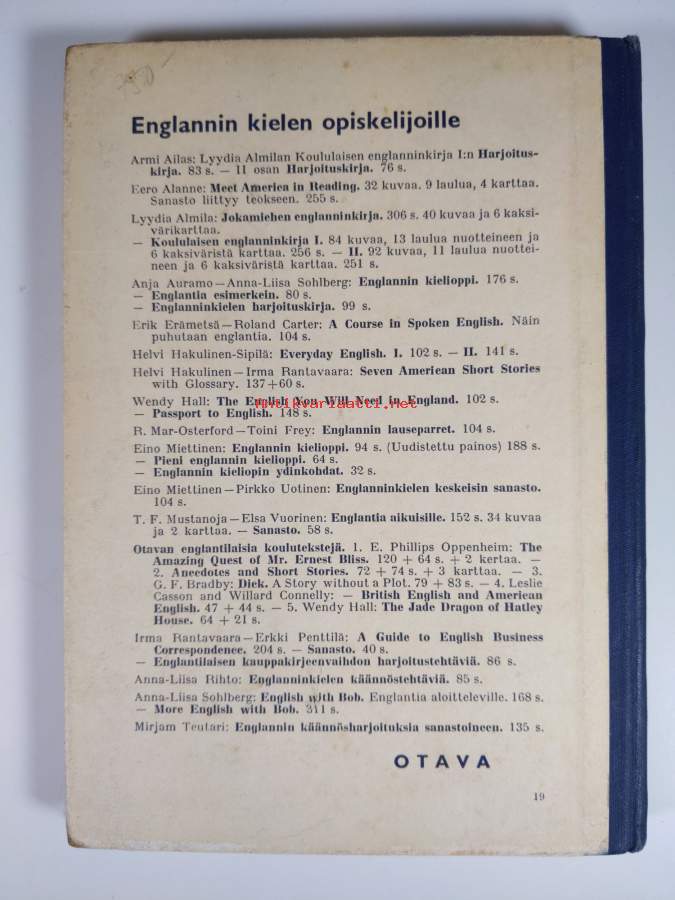 750
Englannin kielen opiskelijoille
Armi Ailas: Lyydia Almilan Koululaisen englanninkirja I:n Harjoitus-
kirja. 83 s. — II osan Harjoituskirja. 76 s.
Eero Alanne: Meet America in Reading. 32 kuvaa. 9 laulua, 4 karttaa.
Sanasto liittyy teokseen. 255 s.
Lyydia Almila: Jokamiehen englanninkirja. 306 s. 40 kuvaa ja 6 kaksi-
värikarttaa.
— Koululaisen englanninkirja I. 84 kuvaa, 13 laulua nuotteineen ja
6 kaksiväristä karttaa. 256 s. — II. 92 kuvaa, 11 laulua nuottei-
neen ja 6 kaksiväristä karttaa. 251 s.
Anja Auramo—Anna-Liisa Sohlberg: Englannin kielioppi. 176 s.
— Englantia esimerkein. 80 s.
— Englanninkielen harjoituskirja. 99 s.
Erik Erämetsä—Roland Carter: A Course in Spoken English. Näin
puhutaan englantia. 104 s.
Helvi Hakulinen-Sipilä: Everyday English. I. 102 s. — II. 141 s.
Helvi Hakulinen—Irma Rantavaara: Seven American Short Stories
with Glossary. 137+60 s.
Wendy Hall: The English You Will Need in England. 102 s.
Antikvariaatti.net
— Passport to English. 148 s.
R. Mar-Osterford—Toini Frey: Englannin lauseparret. 104 s.
Eino Miettinen: Englannin kielioppi. 94 s. (Uudistettu painos) 188 s.
— Pieni englannin kielioppi. 64 s.
— Englannin kieliopin ydinkohdat. 32 s.
Eino Miettinen—Pirkko Uotinen: Englanninkielen keskeisin sanasto.
104 s.
T. F. Mustanoja—Elsa Vuorinen: Englantia aikuisille. 152 s. 34 kuvaa
ja 2 karttaa. — Sanasto. 58 s.
Otavan englantilaisia koulutekstejä. 1. E. Phillips Oppenheim: The
Amazing Quest of Mr. Ernest Bliss. 120 + 64 s. + 2 kertaa. —
2. Anecdotes and Short Stories. 72 + 74 s. + 3 karttaa. — 3.
G. F. Bradby: Dick. A Story without a Plot. 79 + 83 s. — 4. Leslie
Casson and Willard Connelly: — British English and American
English. 47 + 44 s. — 5. Wendy Hall: The Jade Dragon of Hatley
House. 64 + 21 s.
Irma Rantavaara—Erkki Penttilä: A Guide to English Business
Correspondence. 204 s. — Sanasto. 40 s.
— Englantilaisen kauppakirjeenvaihdon harjoitustehtäviä. 86 s.
Anna-Liisa Rihto: Englanninkielen käännöstehtäviä. 85 s.
Anna-Liisa Sohlberg: English with Bob. Englantia aloitteleville. 168 s.
— More English with Bob. 311 s.
Mirjam Teutari: Englannin käännösharjoituksia sanastoineen. 135 s.
OTAVA
19